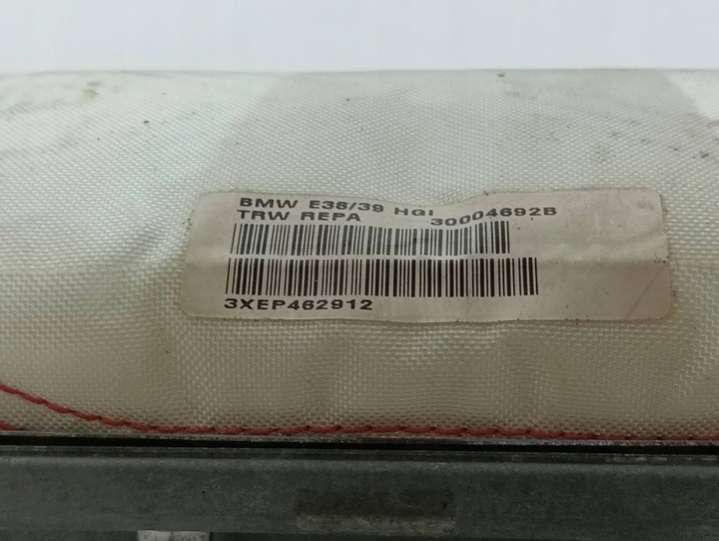 BMW E38/39 HGI
TRW REPA 30004692B
3XEP462912